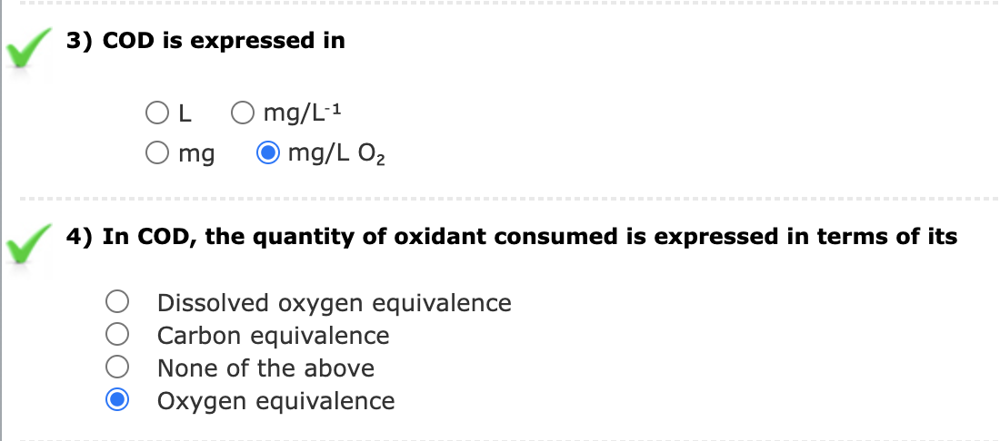 3) COD is expressed in
L mg/L⁻¹
mg mg/L O₂
4) In COD, the quantity of oxidant consumed is expressed in terms of its
Dissolved oxygen equivalence
Carbon equivalence
None of the above
Oxygen equivalence